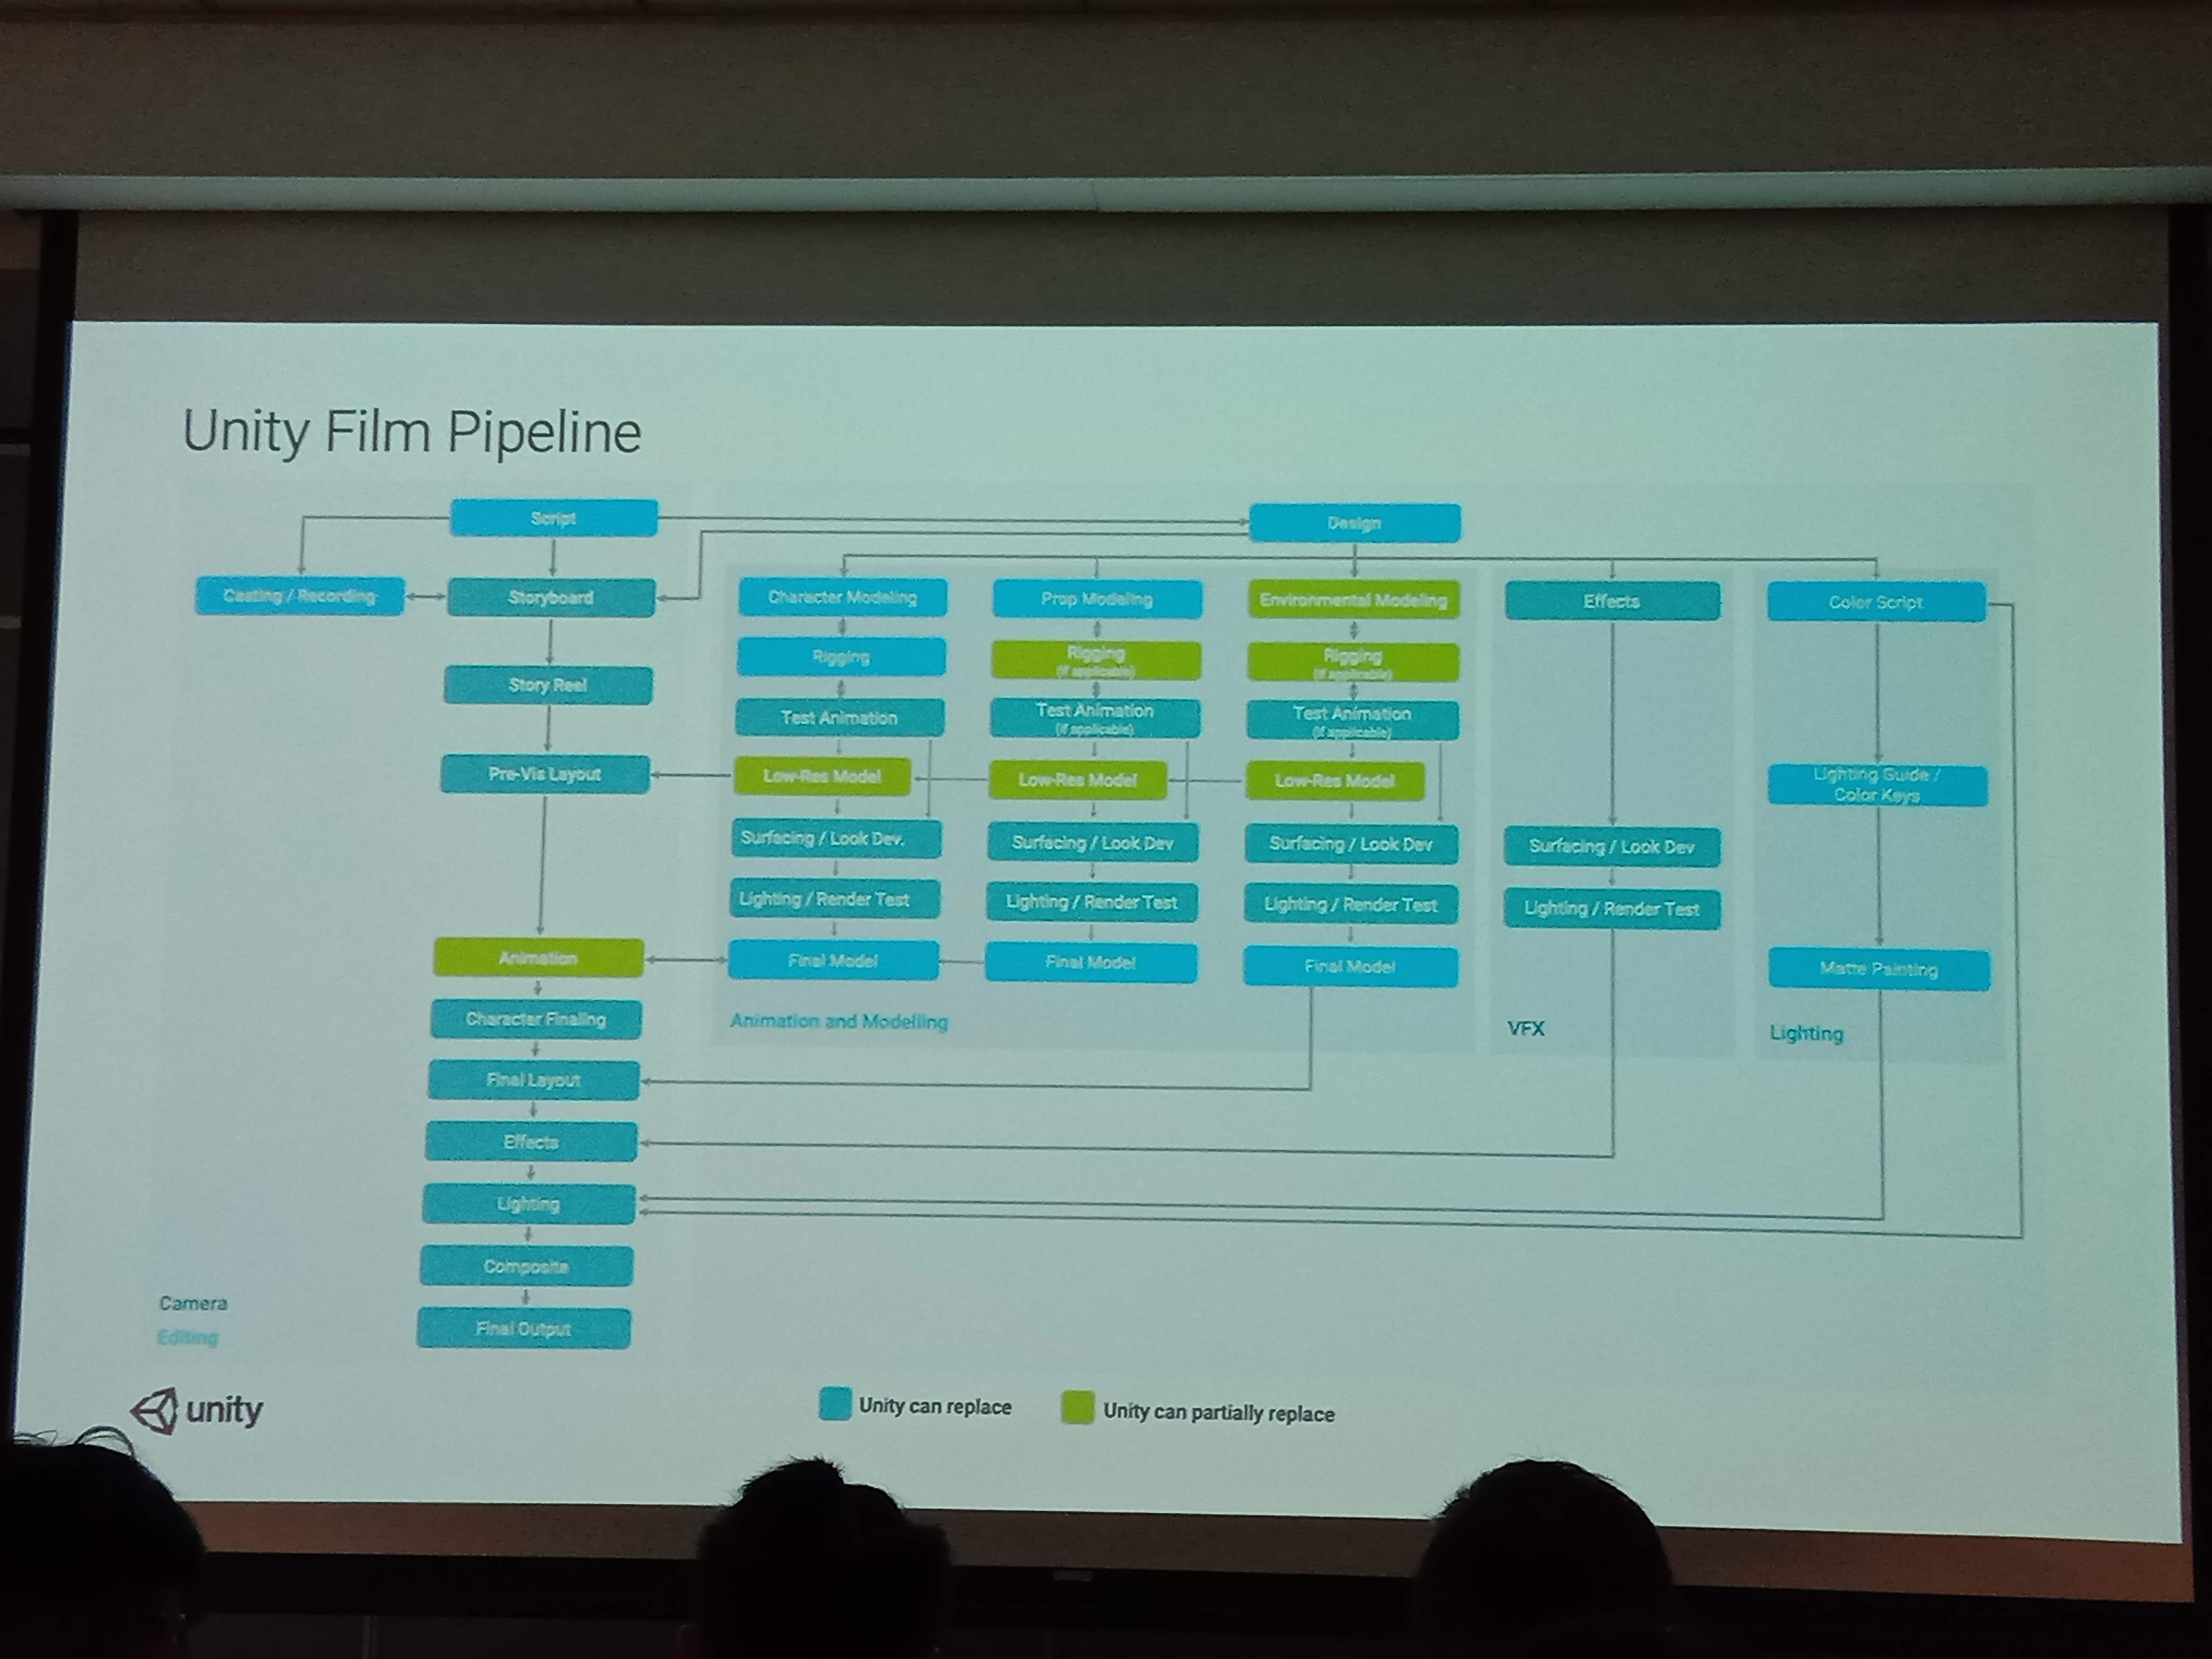 Unity Film Pipeline
Script
Design
Casting / Recording
Storyboard
Character Modeling
Prop Modeling
Environmental Modeling
Effects
Color Script
Rigging
Rigging
(if applicable)
Rigging
(if applicable)
Story Reel
Test Animation
Test Animation
(if applicable)
Test Animation
(if applicable)
Pre-Vis Layout
Low-Res Model
Low-Res Model
Low-Res Model
Lighting Guide /
Color Keys
Surfacing / Look Dev.
Surfacing / Look Dev
Surfacing / Look Dev
Surfacing / Look Dev
Lighting / Render Test
Lighting / Render Test
Lighting / Render Test
Lighting / Render Test
Animation
Final Model
Final Model
Final Model
Matte Painting
Character Finaling
Animation and Modelling
VFX
Lighting
Final Layout
Effects
Lighting
Composite
Camera
Editing
Final Output
unity
Unity can replace
Unity can partially replace